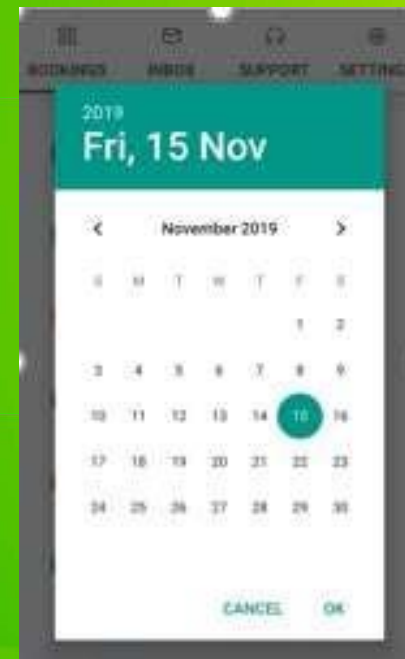 BOOKINGS INBOX SUPPORT SETTING
2019
Fri, 15 Nov
November 2019
S M T W T F S
1 2
3 4 5 6 7 8 9
10 11 12 13 14 15 16
17 18 19 20 21 22 23
24 25 26 27 28 29 30
CANCEL OK